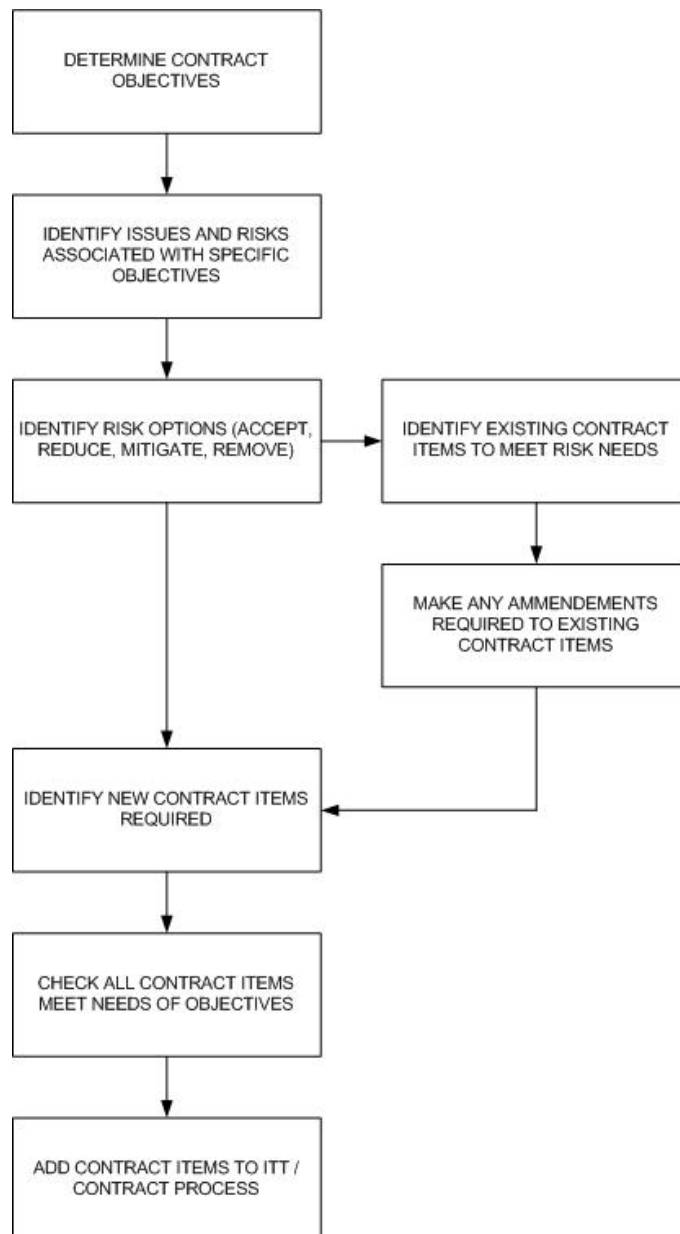 DETERMINE CONTRACT
OBJECTIVES
IDENTIFY ISSUES AND RISKS
ASSOCIATED WITH SPECIFIC
OBJECTIVES
IDENTIFY RISK OPTIONS (ACCEPT,
REDUCE, MITIGATE, REMOVE)
IDENTIFY EXISTING CONTRACT
ITEMS TO MEET RISK NEEDS
MAKE ANY AMMENDEMENTS
REQUIRED TO EXISTING
CONTRACT ITEMS
IDENTIFY NEW CONTRACT ITEMS
REQUIRED
CHECK ALL CONTRACT ITEMS
MEET NEEDS OF OBJECTIVES
ADD CONTRACT ITEMS TO ITT /
CONTRACT PROCESS